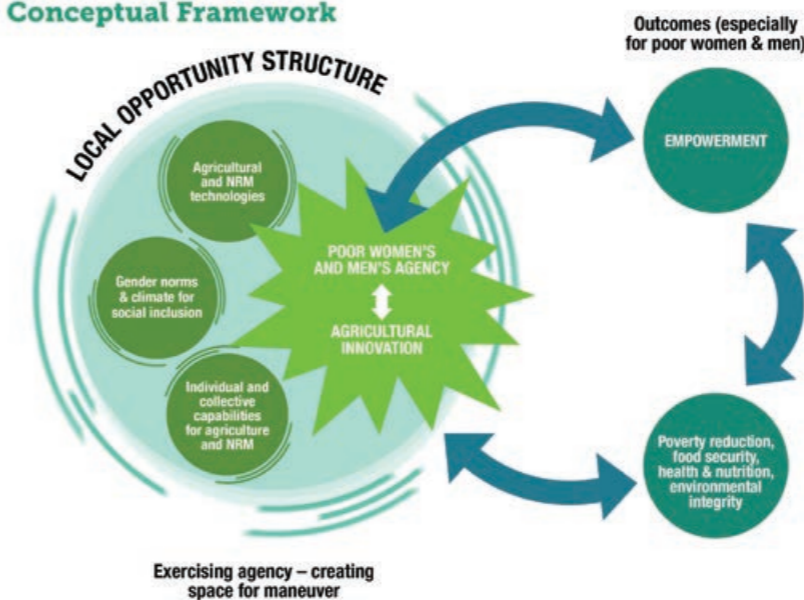 Conceptual Framework
Outcomes (especially
for poor women & men)
LOCAL OPPORTUNITY STRUCTURE
Agricultural
and NRM
technologies
Gender norms
& climate for
social inclusion
Individual and
collective
capabilities
for agriculture
and NRM
POOR WOMEN'S
AND MEN'S AGENCY
AGRICULTURAL
INNOVATION
EMPOWERMENT
Poverty reduction,
food security,
health & nutrition,
environmental
integrity
Exercising agency – creating
space for maneuver